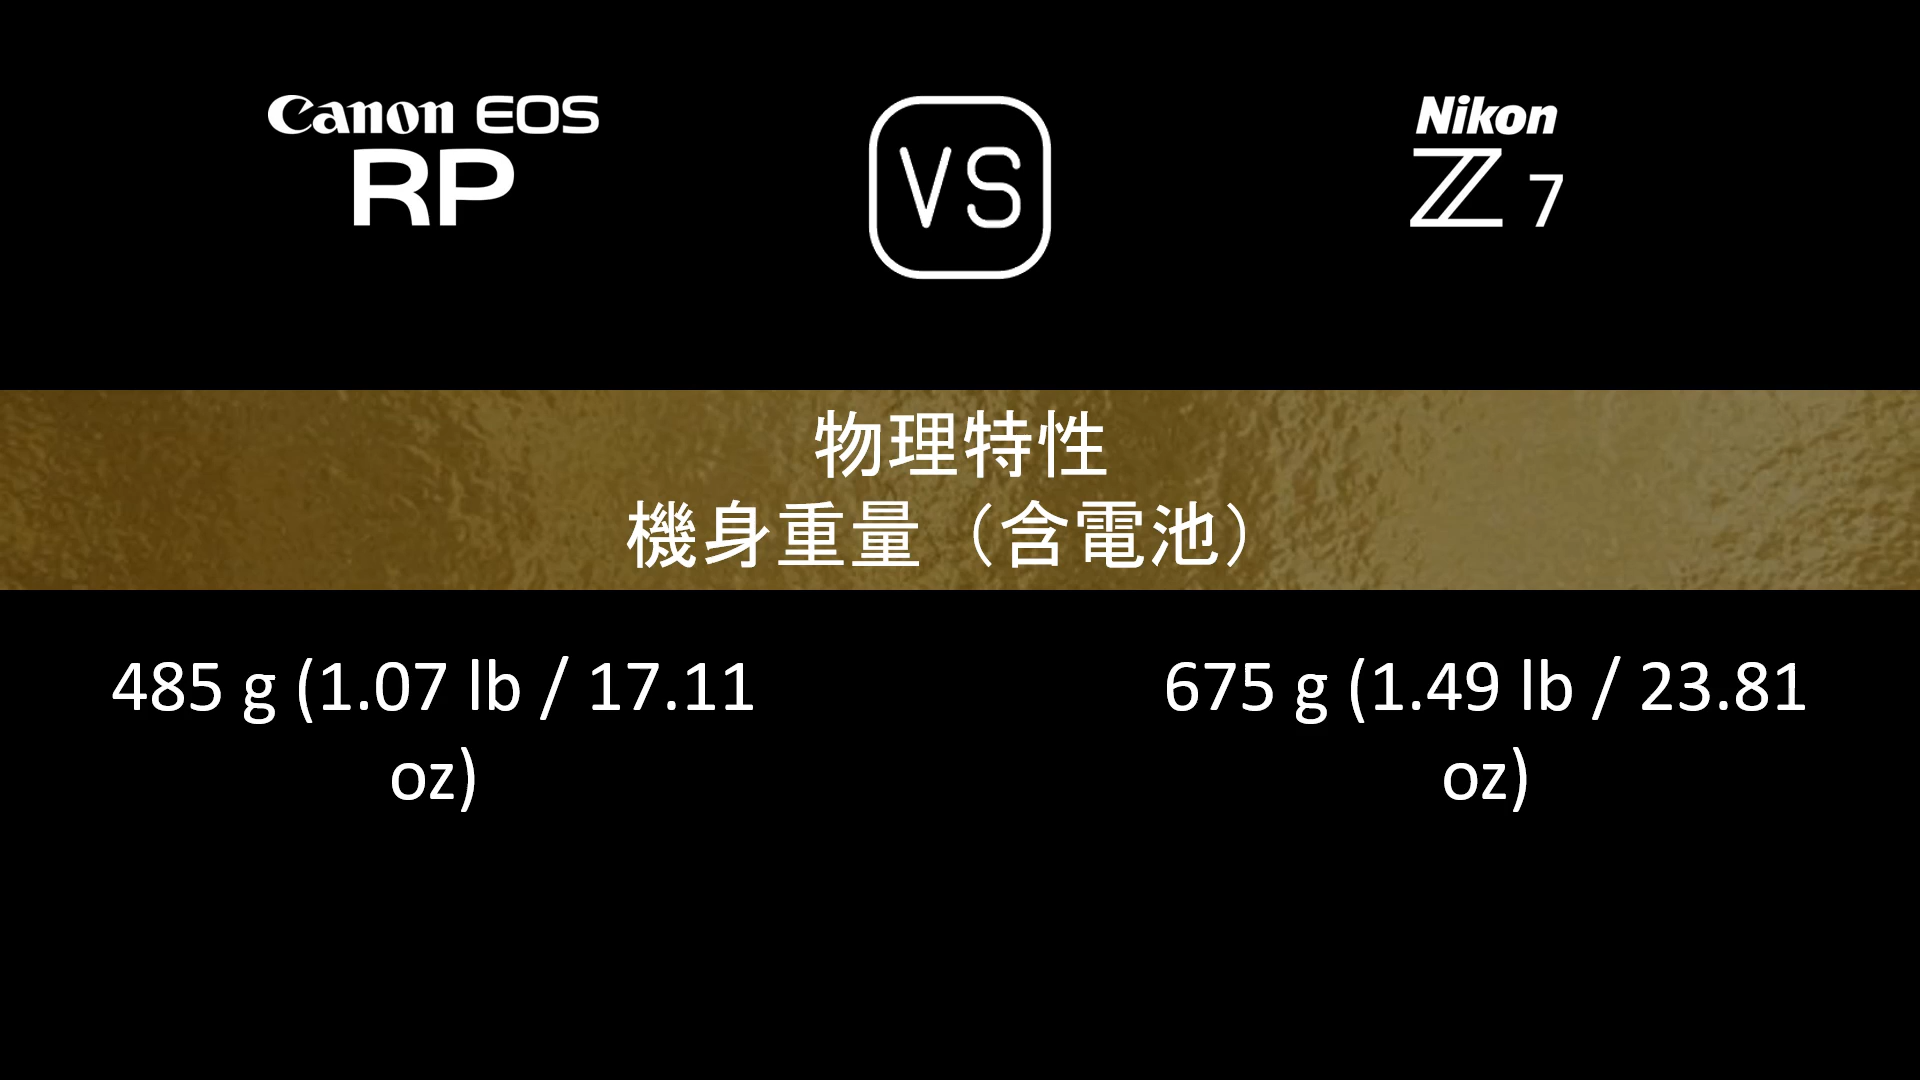 Canon EOS
RP
VS
Nikon
Z 7
物理特性
機身重量（含電池）
485 g (1.07 lb / 17.11
oz)
675 g (1.49 lb / 23.81
oz)